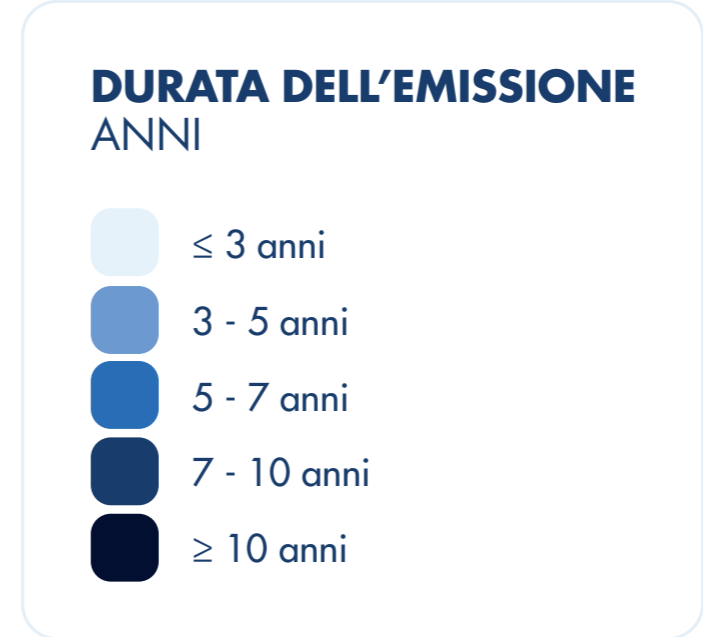 DURATA DELL’EMISSIONE
ANNI
≤ 3 anni
3 - 5 anni
5 - 7 anni
7 - 10 anni
≥ 10 anni